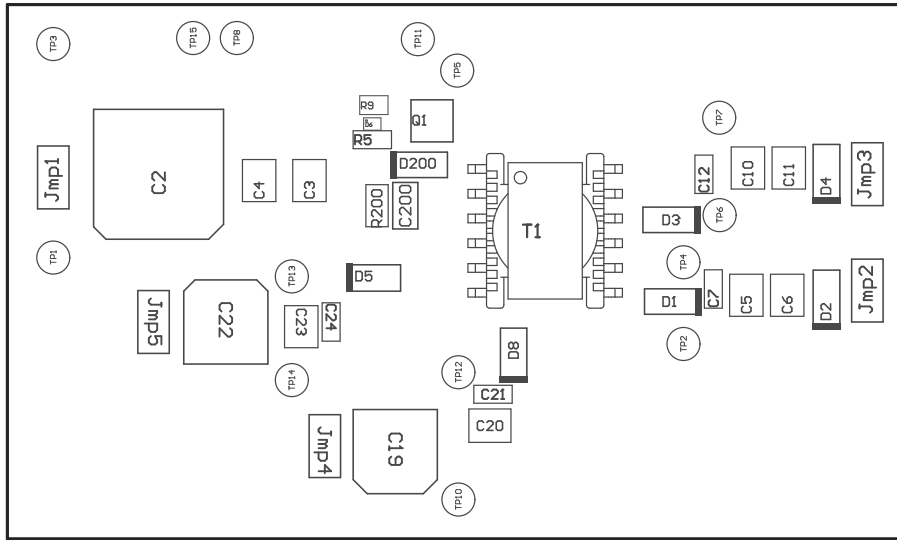 TP3
TP15
TP8
TP11
TP5
R9
Q1
R5
TP7
Jmp1
C2
C4
C3
D200
R200
C200
C12
C10
C11
D4
Jmp3
T1
D3
TP6
TP1
TP13
D5
TP4
Jmp5
C22
C23
C24
D1
C7
C5
C6
D2
Jmp2
TP2
D8
TP14
TP12
C21
C20
Jmp4
C19
TP10